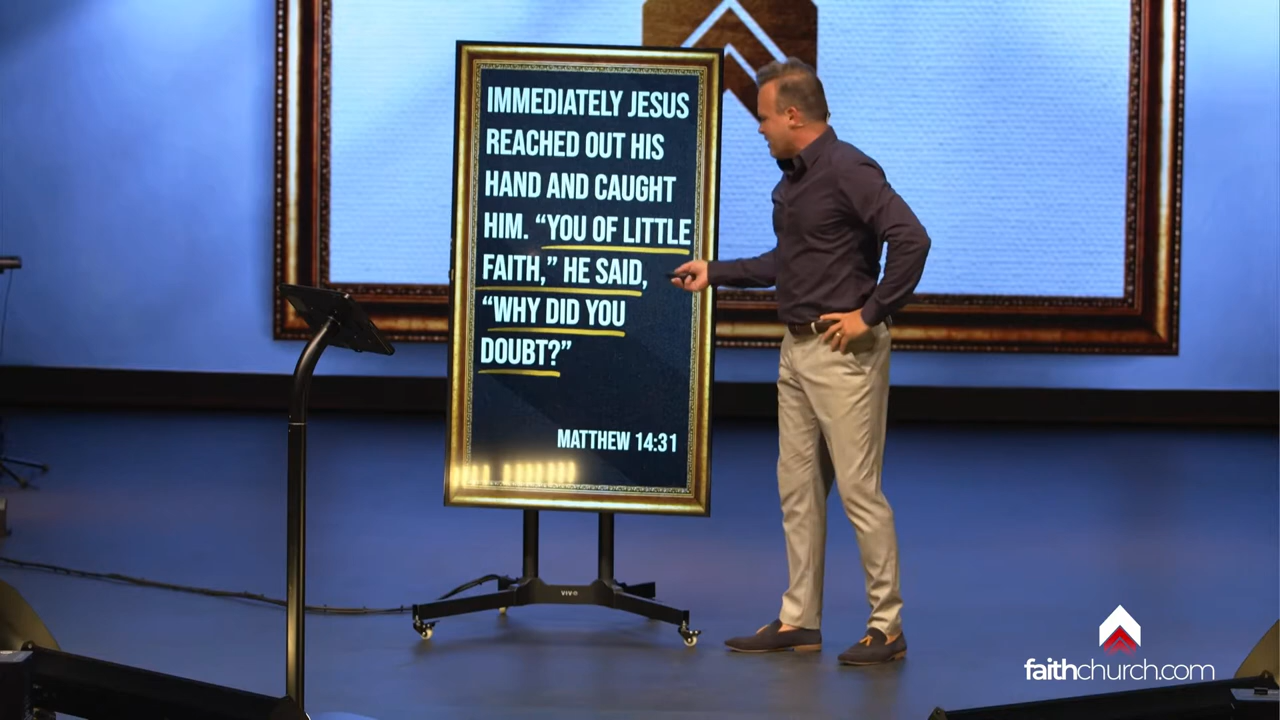 IMMEDIATELY JESUS
REACHED OUT HIS
HAND AND CAUGHT
HIM. “YOU OF LITTLE
FAITH,” HE SAID,
“WHY DID YOU
DOUBT?”
MATTHEW 14:31
VIVO
faithchurch.com